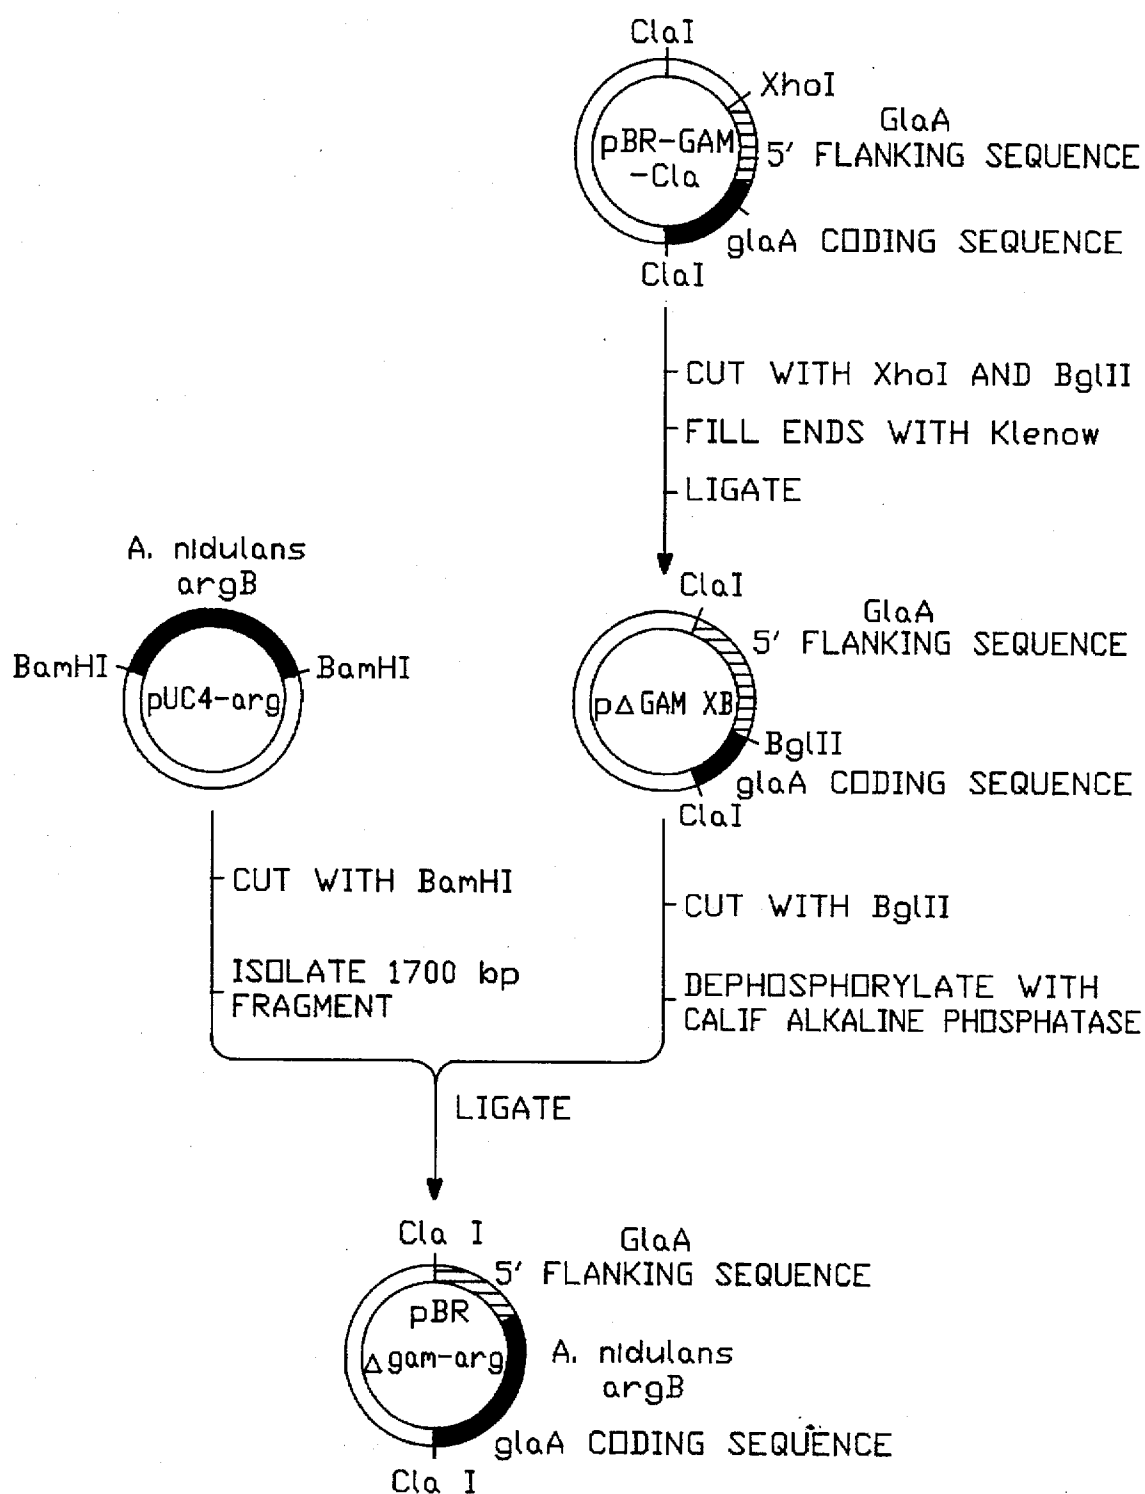 ClaI
XhoI
GlaA
5' FLANKING SEQUENCE
pBR-GAM
-Cla
glaA CODING SEQUENCE
ClaI
CUT WITH XhoI AND BglII
FILL ENDS WITH Klenow
LIGATE
A. nidulans
argB
BamHI
BamHI
pUC4-arg
ClaI
GlaA
5' FLANKING SEQUENCE
p∆GAM XB
BglII
glaA CODING SEQUENCE
ClaI
CUT WITH BamHI
ISOLATE 1700 bp
FRAGMENT
CUT WITH BglII
DEPHOSPHORYLATE WITH
CALIF ALKALINE PHOSPHATASE
LIGATE
Cla I
GlaA
5' FLANKING SEQUENCE
pBR
∆gam-arg
A. nidulans
argB
glaA CODING SEQUENCE
Cla I